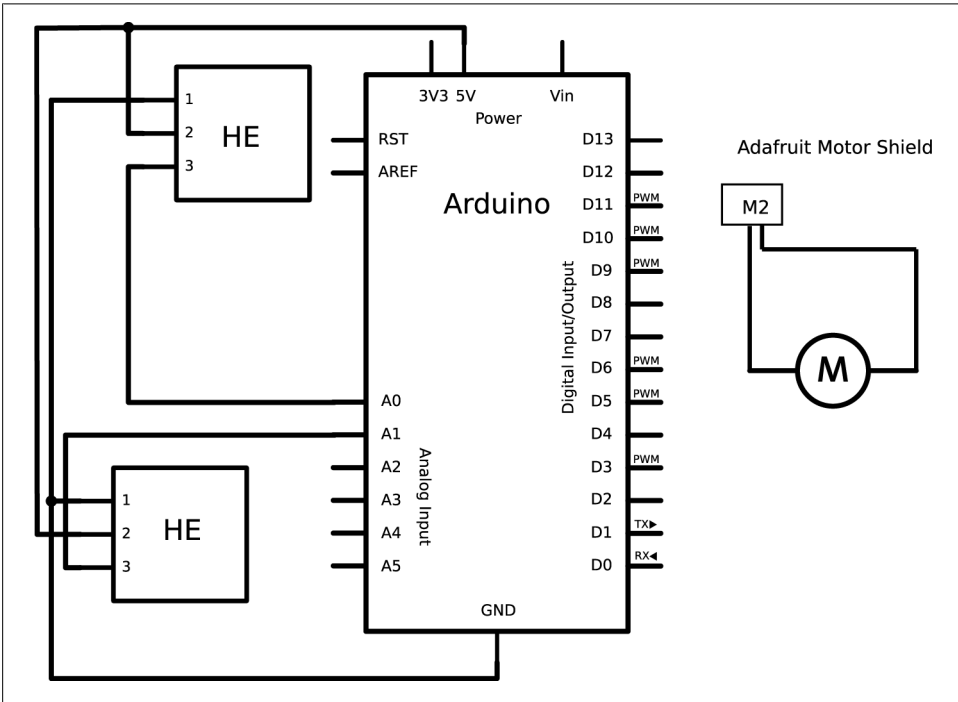 3V3 5V Vin
Power
1
2
3
HE
RST
AREF
Arduino
D13
D12
D11 PWM
D10 PWM
D9 PWM
D8
D7
D6 PWM
D5 PWM
D4
D3 PWM
D2
D1 TX▶
D0 RX◀
Digital Input/Output
A0
A1
A2
A3
A4
A5
Analog Input
1
2
3
HE
GND
Adafruit Motor Shield
M2
M